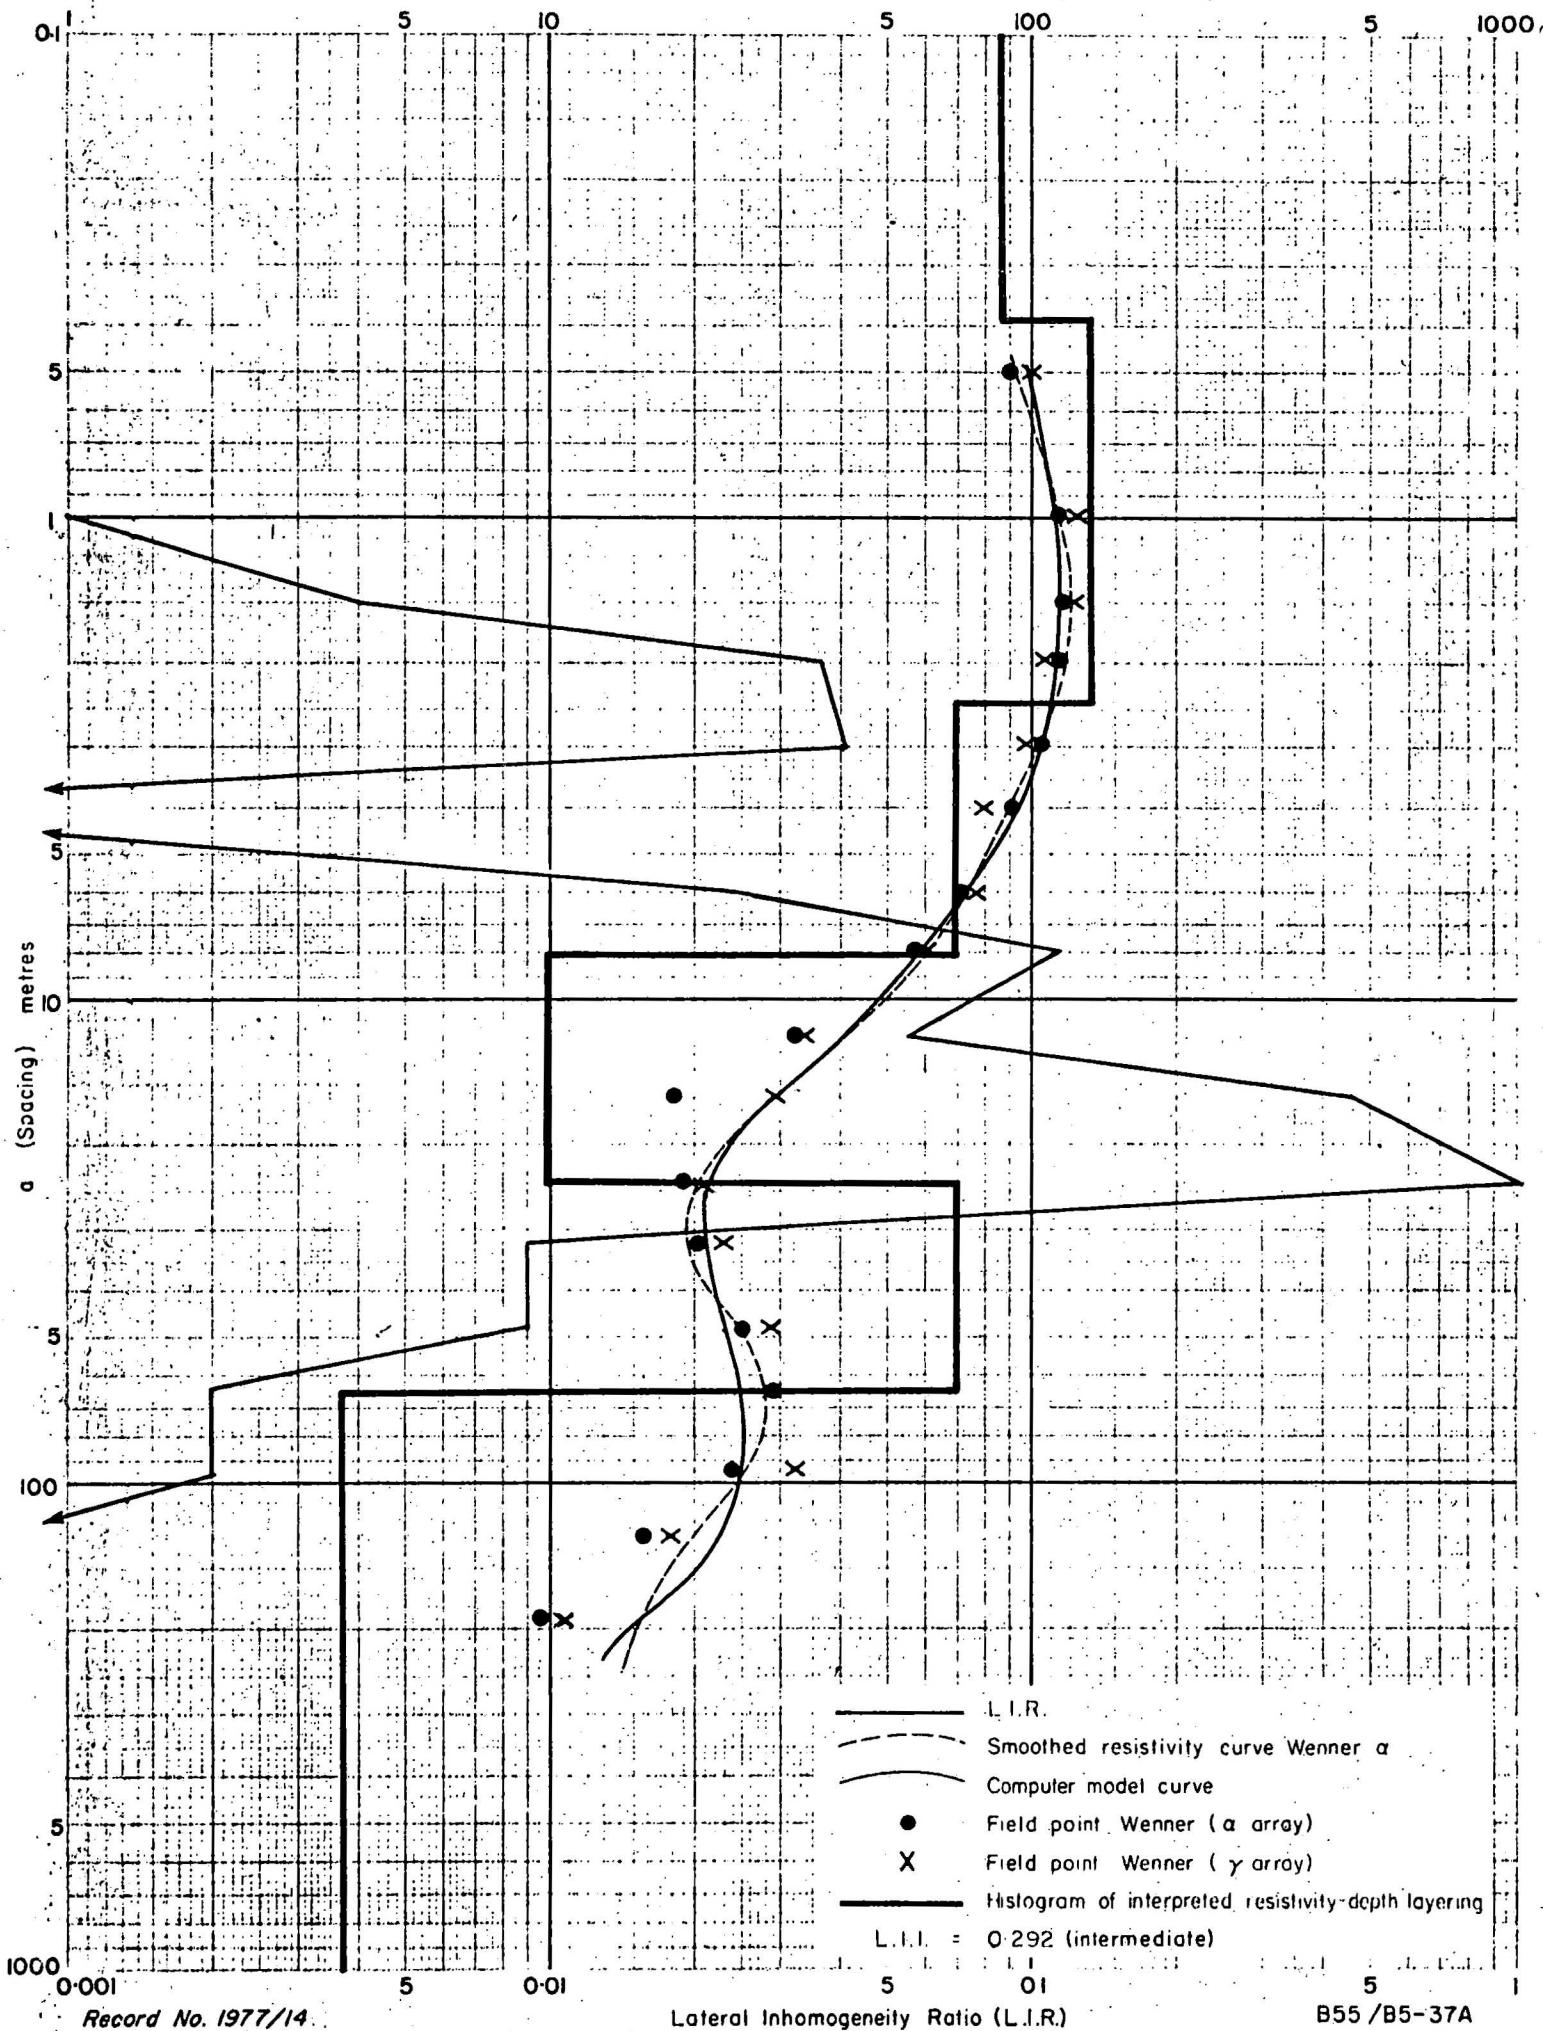 1 5 10 5 100 5 1000
0·1
5
1
5
10
5
100
5
1000
a (Spacing) metres
L.I.R.
Smoothed resistivity curve Wenner α
Computer model curve
Field point Wenner (α array)
Field point Wenner (γ array)
Histogram of interpreted resistivity-depth layering
L.I.I. = 0·292 (intermediate)
0·001 5 0·01 5 01 5 1
Record No. 1977/14
Lateral Inhomogeneity Ratio (L.I.R.)
B55/B5-37A